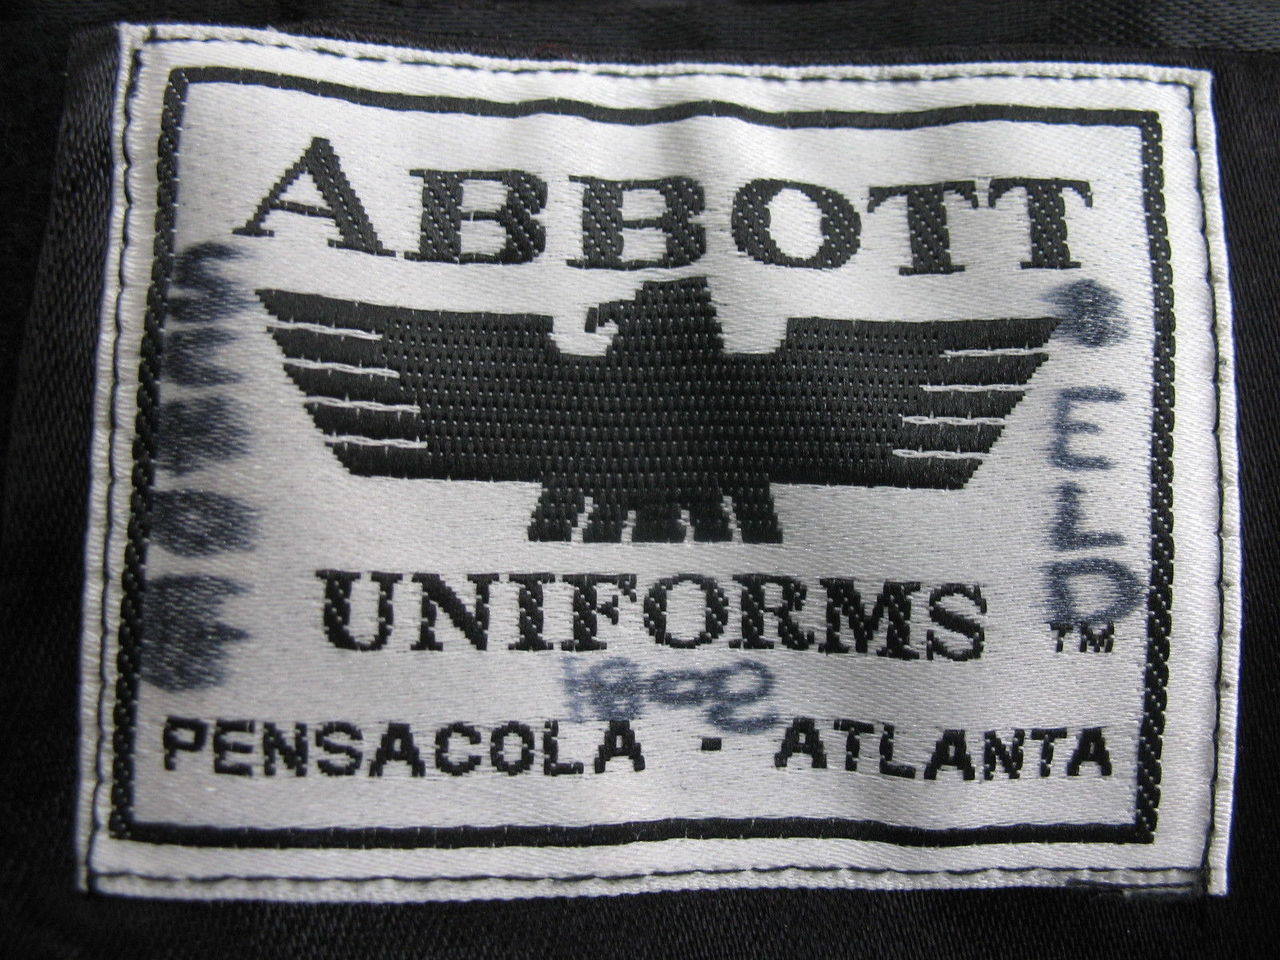 ABBOTT
UNIFORMS
TM
PENSACOLA - ATLANTA
ELD